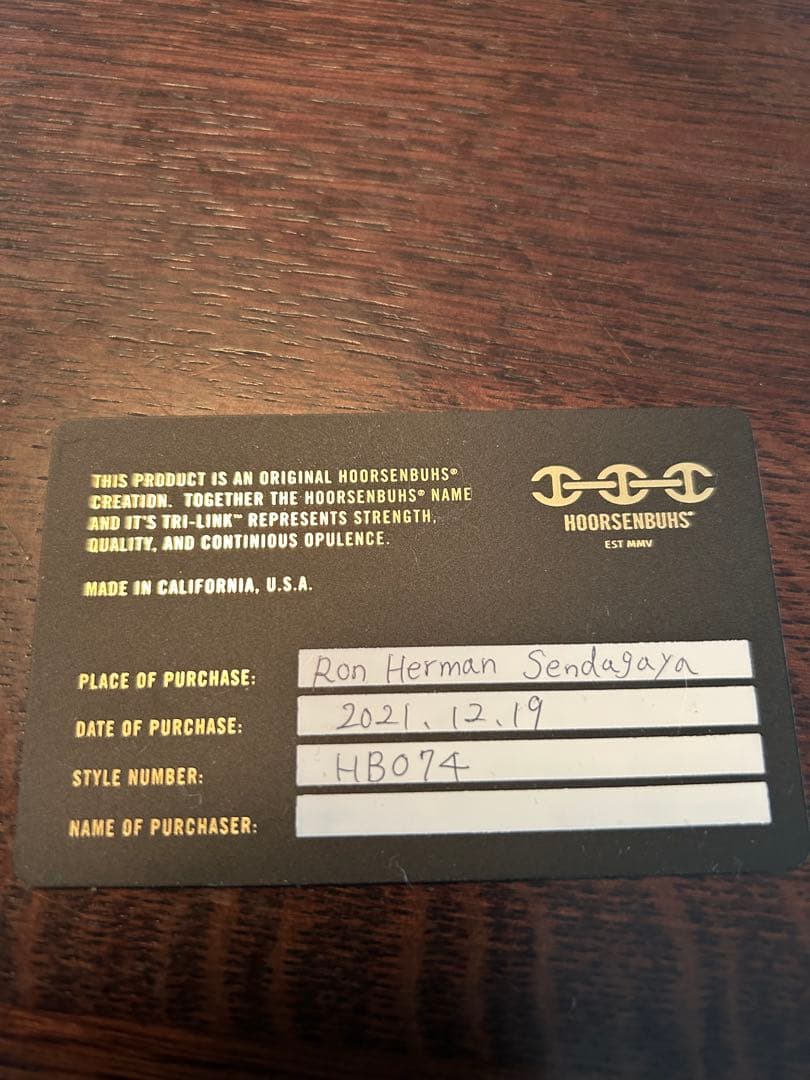 THIS PRODUCT IS AN ORIGINAL HOORSENBUHS®
CREATION. TOGETHER THE HOORSENBUHS® NAME
AND IT'S TRI-LINK™ REPRESENTS STRENGTH,
QUALITY, AND CONTINIOUS OPULENCE.
MADE IN CALIFORNIA, U.S.A.
HOORSENBUHS®
EST MMV
PLACE OF PURCHASE: Ron Herman Sendagaya
DATE OF PURCHASE: 2021.12.19
STYLE NUMBER: HB074
NAME OF PURCHASER: